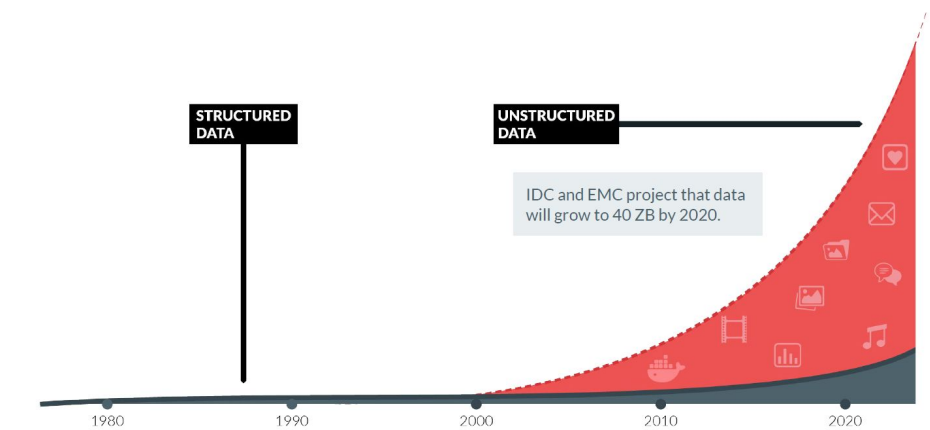 STRUCTURED
DATA
UNSTRUCTURED
DATA
IDC and EMC project that data
will grow to 40 ZB by 2020.
1980 1990 2000 2010 2020